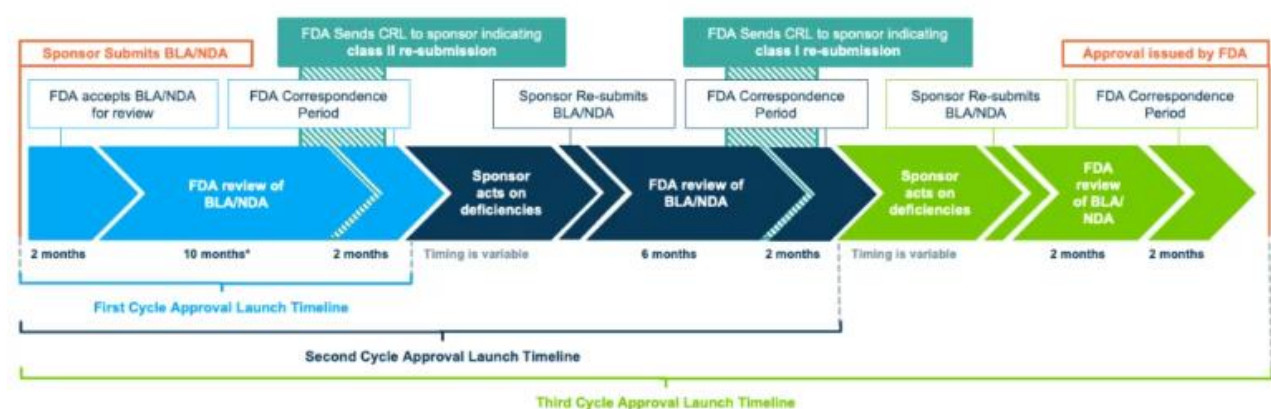 FDA Sends CRL to sponsor indicating
class II re-submission
FDA Sends CRL to sponsor indicating
class I re-submission
Sponsor Submits BLA/NDA
Approval issued by FDA
FDA accepts BLA/NDA
for review
FDA Correspondence
Period
Sponsor Re-submits
BLA/NDA
FDA Correspondence
Period
Sponsor Re-submits
BLA/NDA
FDA Correspondence
Period
FDA review of
BLA/NDA
Sponsor
acts on
deficiencies
FDA review of
BLA/NDA
Sponsor
acts on
deficiencies
FDA
review
of BLA/
NDA
2 months
10 months*
2 months
Timing is variable
6 months
2 months
Timing is variable
2 months
2 months
First Cycle Approval Launch Timeline
Second Cycle Approval Launch Timeline
Third Cycle Approval Launch Timeline